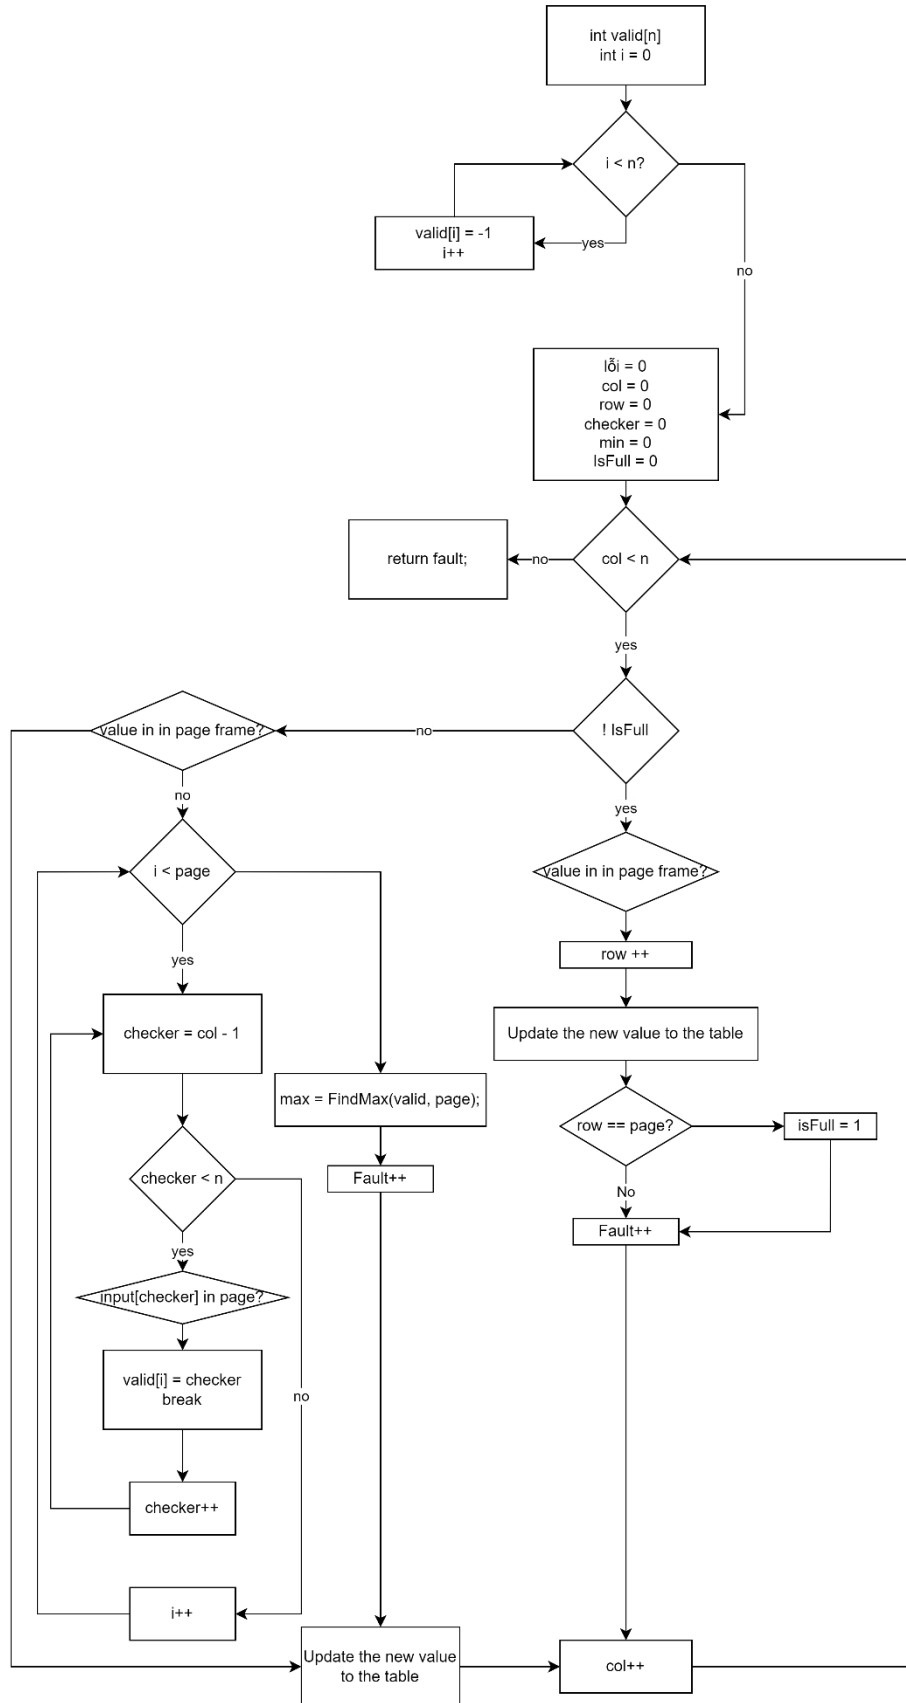 int valid[n]
int i = 0
i < n?
valid[i] = -1
i++
yes
no
lỗi = 0
col = 0
row = 0
checker = 0
min = 0
IsFull = 0
return fault;
no
col < n
yes
value in in page frame?
no
! IsFull
no
yes
i < page
value in in page frame?
yes
row ++
checker = col - 1
Update the new value to the table
max = FindMax(valid, page);
row == page?
isFull = 1
checker < n
Fault++
No
Fault++
yes
input[checker] in page?
valid[i] = checker
break
no
checker++
i++
Update the new value
to the table
col++